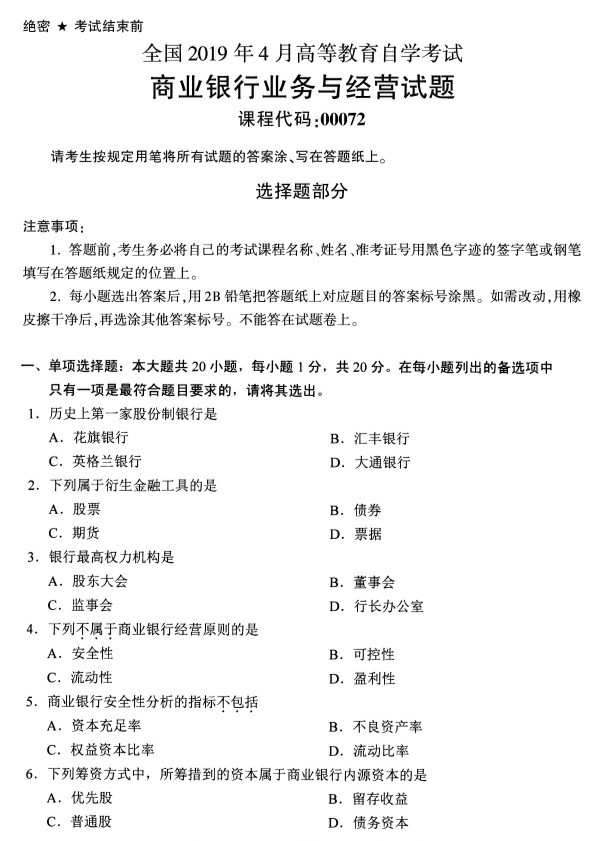 绝密 ★ 考试结束前
全国 2019 年 4 月高等教育自学考试
商业银行业务与经营试题
课程代码:00072
请考生按规定用笔将所有试题的答案涂、写在答题纸上。
选择题部分
注意事项:
1. 答题前,考生务必将自己的考试课程名称、姓名、准考证号用黑色字迹的签字笔或钢笔
填写在答题纸规定的位置上。
2. 每小题选出答案后,用 2B 铅笔把答题纸上对应题目的答案标号涂黑。如需改动,用橡
皮擦干净后,再选涂其他答案标号。不能答在试题卷上。
一、单项选择题：本大题共 20 小题，每小题 1 分，共 20 分。在每小题列出的备选项中
只有一项是最符合题目要求的，请将其选出。
1．历史上第一家股份制银行是
A．花旗银行 B．汇丰银行
C．英格兰银行 D．大通银行
2．下列属于衍生金融工具的是
A．股票 B．债券
C．期货 D．票据
3．银行最高权力机构是
A．股东大会 B．董事会
C．监事会 D．行长办公室
4．下列不属于商业银行经营原则的是
A．安全性 B．可控性
C．流动性 D．盈利性
5．商业银行安全性分析的指标不包括
A．资本充足率 B．不良资产率
C．权益资本比率 D．流动比率
6．下列筹资方式中，所筹措到的资本属于商业银行内源资本的是
A．优先股 B．留存收益
C．普通股 D．债务资本